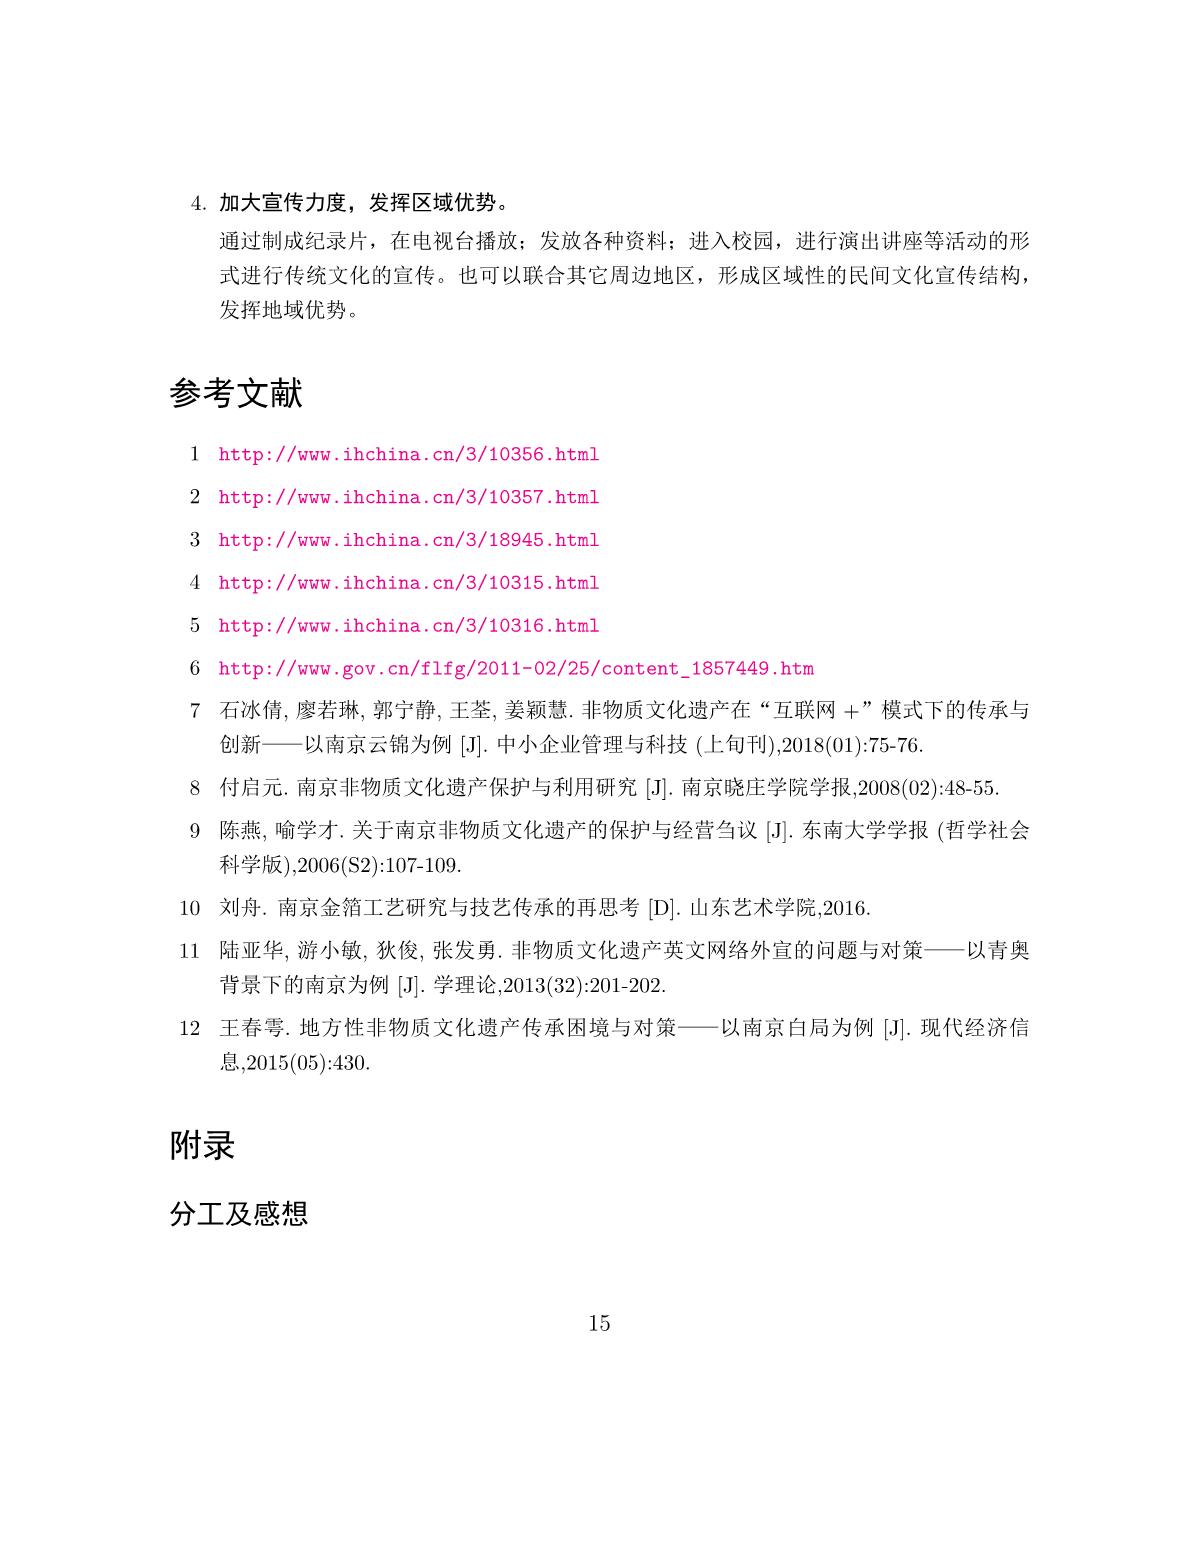 4. 加大宣传力度，发挥区域优势。
通过制成纪录片，在电视台播放；发放各种资料；进入校园，进行演出讲座等活动的形
式进行传统文化的宣传。也可以联合其它周边地区，形成区域性的民间文化宣传结构，
发挥地域优势。
参考文献
1 http://www.ihchina.cn/3/10356.html
2 http://www.ihchina.cn/3/10357.html
3 http://www.ihchina.cn/3/18945.html
4 http://www.ihchina.cn/3/10315.html
5 http://www.ihchina.cn/3/10316.html
6 http://www.gov.cn/flfg/2011-02/25/content_1857449.htm
7 石冰倩, 廖若琳, 郭宁静, 王荃, 姜颖慧. 非物质文化遗产在“互联网 +”模式下的传承与
创新——以南京云锦为例 [J]. 中小企业管理与科技 (上旬刊),2018(01):75-76.
8 付启元. 南京非物质文化遗产保护与利用研究 [J]. 南京晓庄学院学报,2008(02):48-55.
9 陈燕, 喻学才. 关于南京非物质文化遗产的保护与经营刍议 [J]. 东南大学学报 (哲学社会
科学版),2006(S2):107-109.
10 刘舟. 南京金箔工艺研究与技艺传承的再思考 [D]. 山东艺术学院,2016.
11 陆亚华, 游小敏, 狄俊, 张发勇. 非物质文化遗产英文网络外宣的问题与对策——以青奥
背景下的南京为例 [J]. 学理论,2013(32):201-202.
12 王春雩. 地方性非物质文化遗产传承困境与对策——以南京白局为例 [J]. 现代经济信
息,2015(05):430.
附录
分工及感想
15